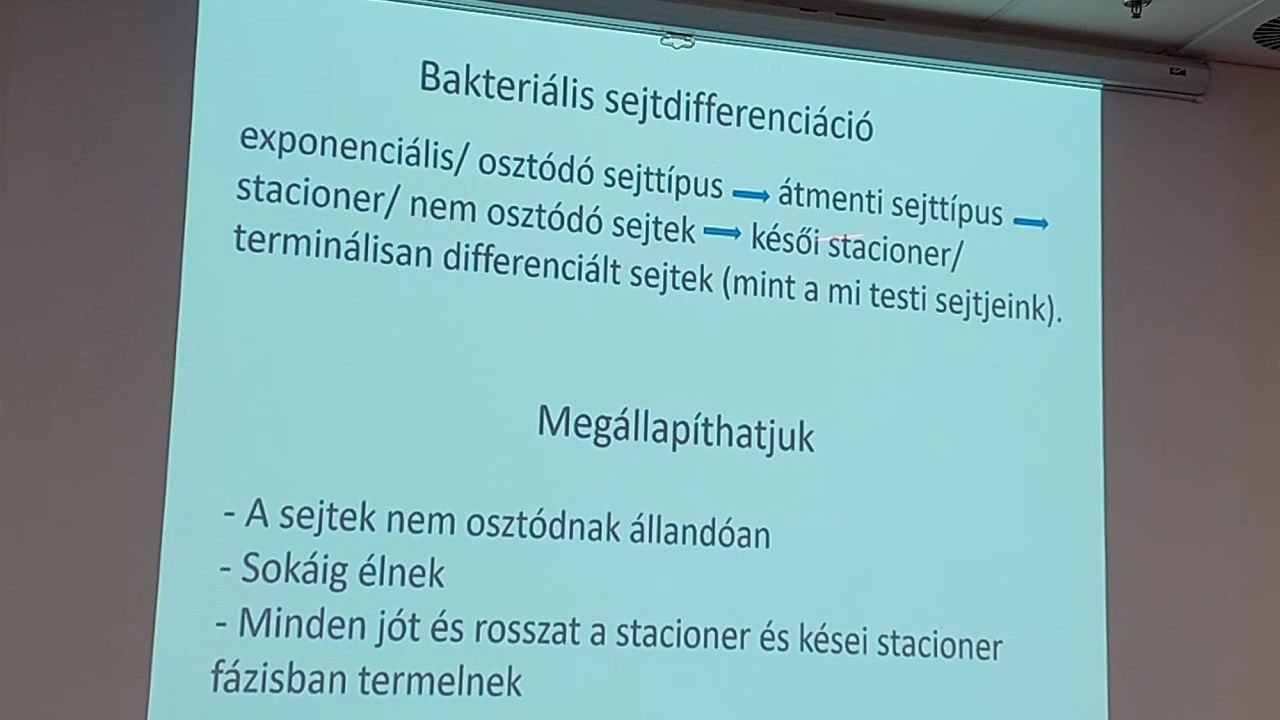 Bakteriális sejtdifferenciáció
exponenciális/ osztódó sejttípus → átmenti sejttípus →
stacioner/ nem osztódó sejtek → késői stacioner/
terminálisan differenciált sejtek (mint a mi testi sejtjeink).
Megállapíthatjuk
- A sejtek nem osztódnak állandóan
- Sokáig élnek
- Minden jót és rosszat a stacioner és kései stacioner
fázisban termelnek